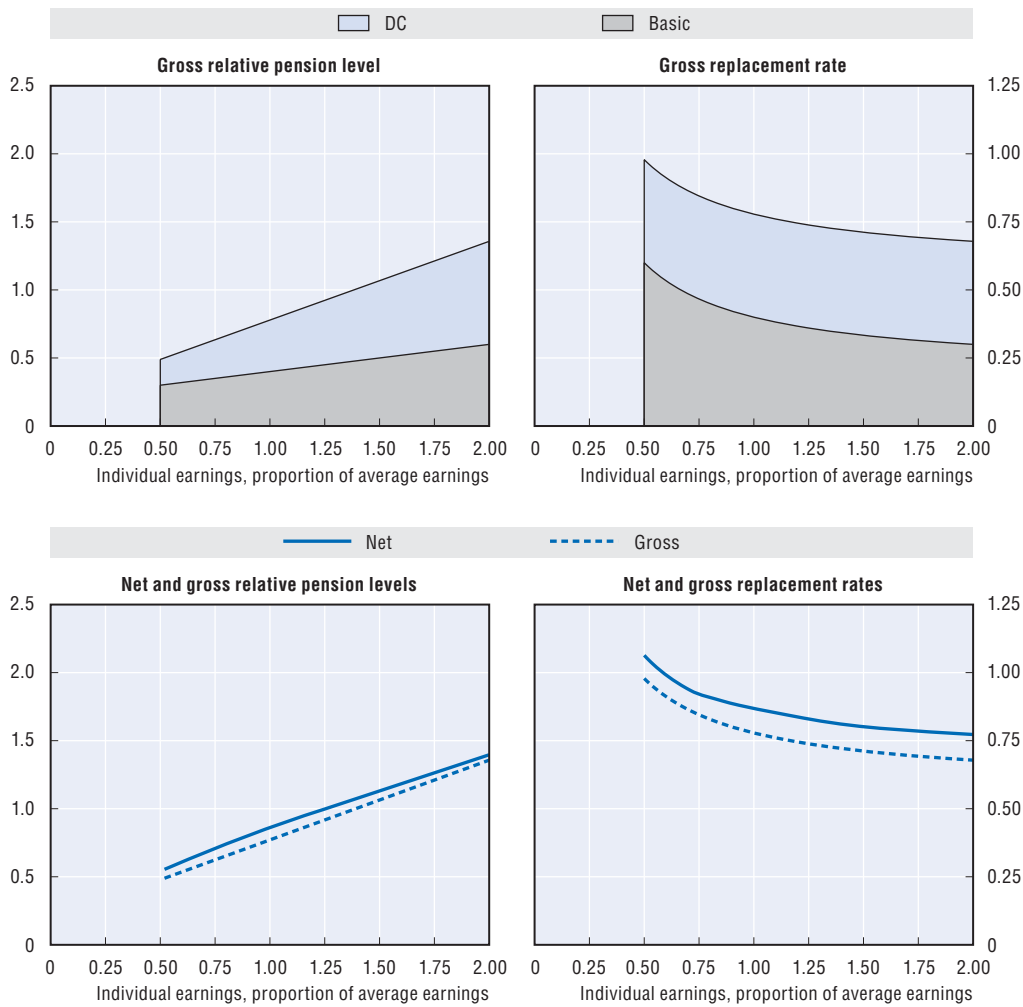 DC Basic
Gross relative pension level
2.5
2.0
1.5
1.0
0.5
0
0 0.25 0.50 0.75 1.00 1.25 1.50 1.75 2.00
Individual earnings, proportion of average earnings
Gross replacement rate
1.25
1.00
0.75
0.50
0.25
0
0 0.25 0.50 0.75 1.00 1.25 1.50 1.75 2.00
Individual earnings, proportion of average earnings
Net Gross
Net and gross relative pension levels
2.5
2.0
1.5
1.0
0.5
0
0 0.25 0.50 0.75 1.00 1.25 1.50 1.75 2.00
Individual earnings, proportion of average earnings
Net and gross replacement rates
1.25
1.00
0.75
0.50
0.25
0
0 0.25 0.50 0.75 1.00 1.25 1.50 1.75 2.00
Individual earnings, proportion of average earnings